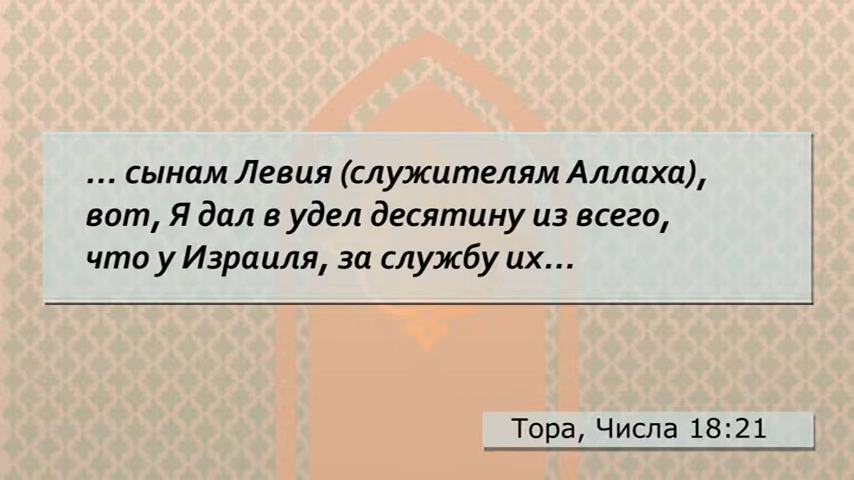 ... сынам Левия (служителям Аллаха),
вот, Я дал в удел десятину из всего,
что у Израиля, за службу их...
Тора, Числа 18:21